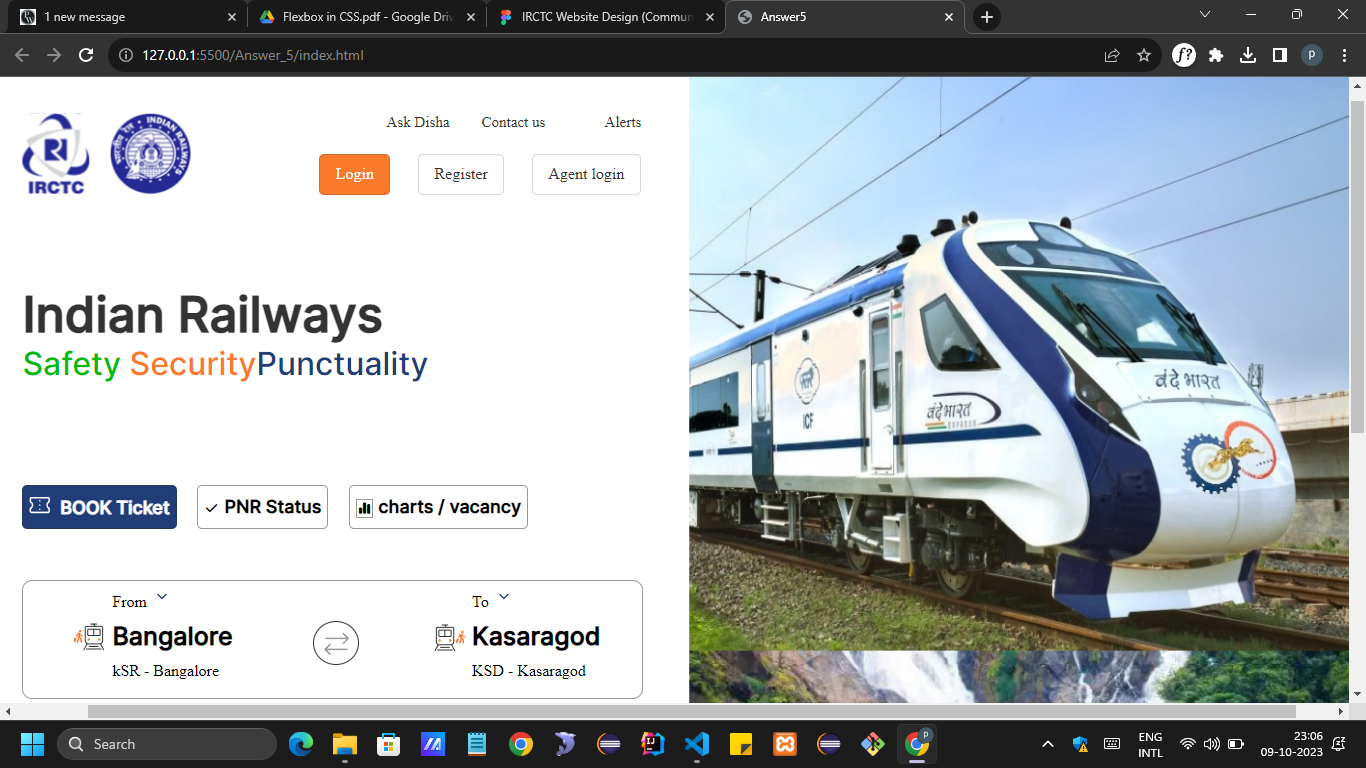 1 new message
Flexbox in CSS.pdf - Google Driv
IRCTC Website Design (Commun
Answer5
127.0.0.1:5500/Answer_5/index.html
f?
p
IRCTC
INDIAN RAILWAYS
भारतीय रेल
Ask Disha Contact us Alerts
Login Register Agent login
Indian Railways
Safety SecurityPunctuality
BOOK Ticket PNR Status charts / vacancy
From To
Bangalore Kasaragod
kSR - Bangalore KSD - Kasaragod
ICF
वंदे भारत
EXPRESS
वंदे भारत
Search
p
ENG
INTL
23:06
09-10-2023